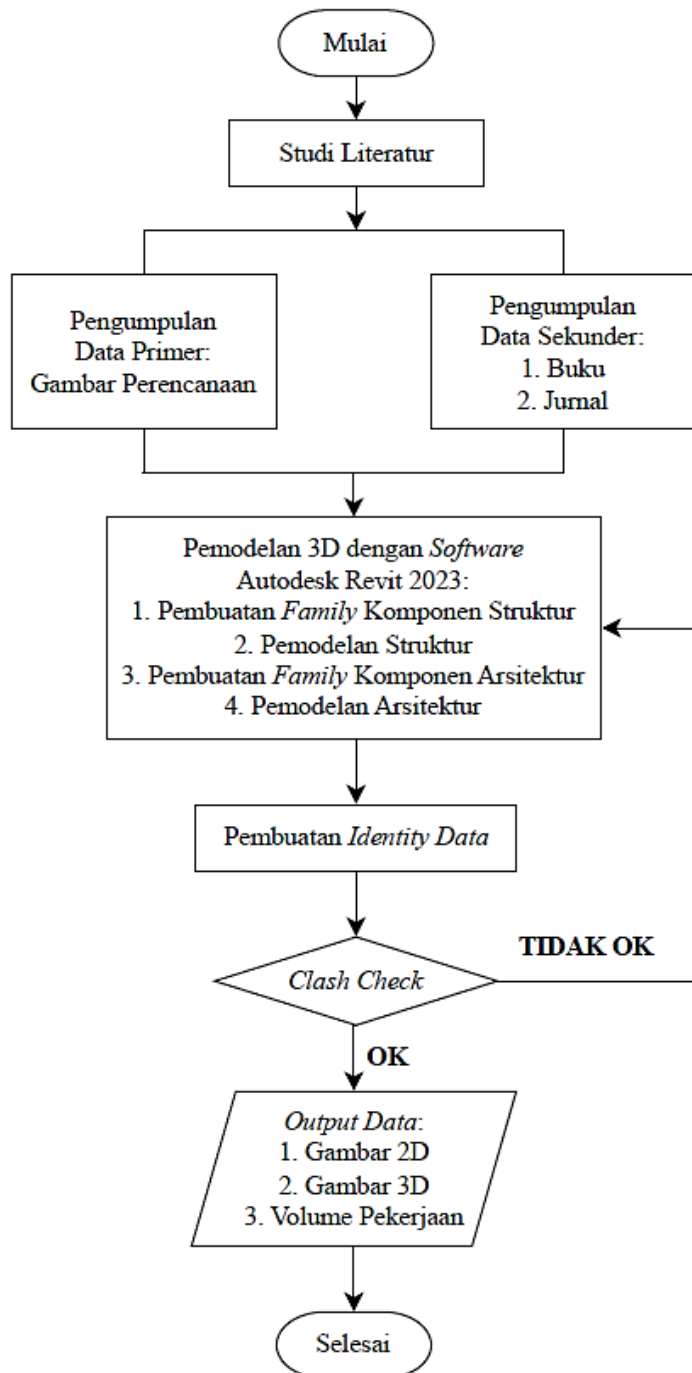 Mulai
Studi Literatur
Pengumpulan
Data Primer:
Gambar Perencanaan
Pengumpulan
Data Sekunder:
1. Buku
2. Jurnal
Pemodelan 3D dengan Software
Autodesk Revit 2023:
1. Pembuatan Family Komponen Struktur
2. Pemodelan Struktur
3. Pembuatan Family Komponen Arsitektur
4. Pemodelan Arsitektur
Pembuatan Identity Data
Clash Check
TIDAK OK
OK
Output Data:
1. Gambar 2D
2. Gambar 3D
3. Volume Pekerjaan
Selesai